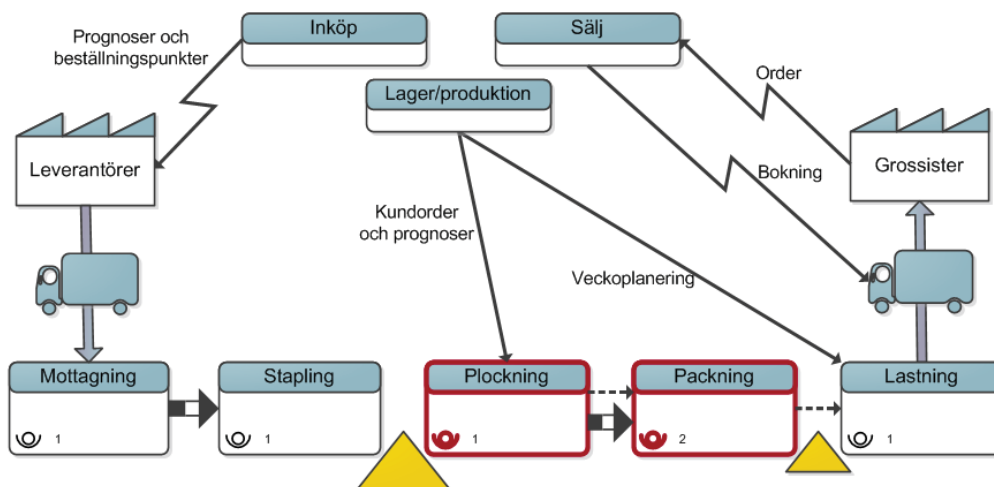 Prognoser och
beställningspunkter
Inköp
Sälj
Lager/produktion
Order
Leverantörer
Grossister
Bokning
Kundorder
och prognoser
Veckoplanering
Mottagning
Stapling
Plockning
Packning
Lastning
1
1
1
2
1